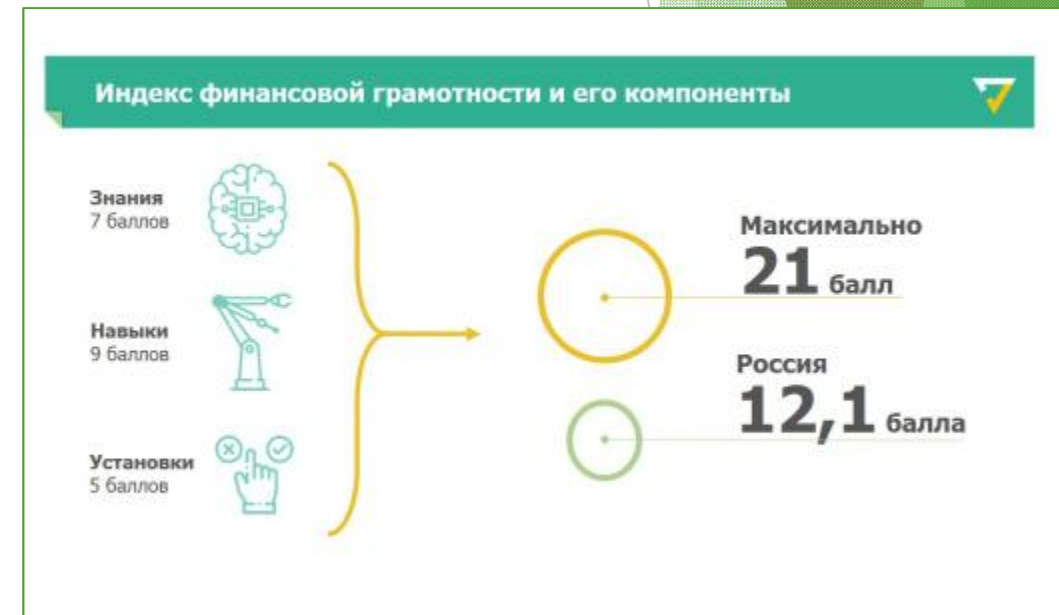 Индекс финансовой грамотности и его компоненты
Знания
7 баллов
Навыки
9 баллов
Установки
5 баллов
Максимально
21 балл
Россия
12,1 балла